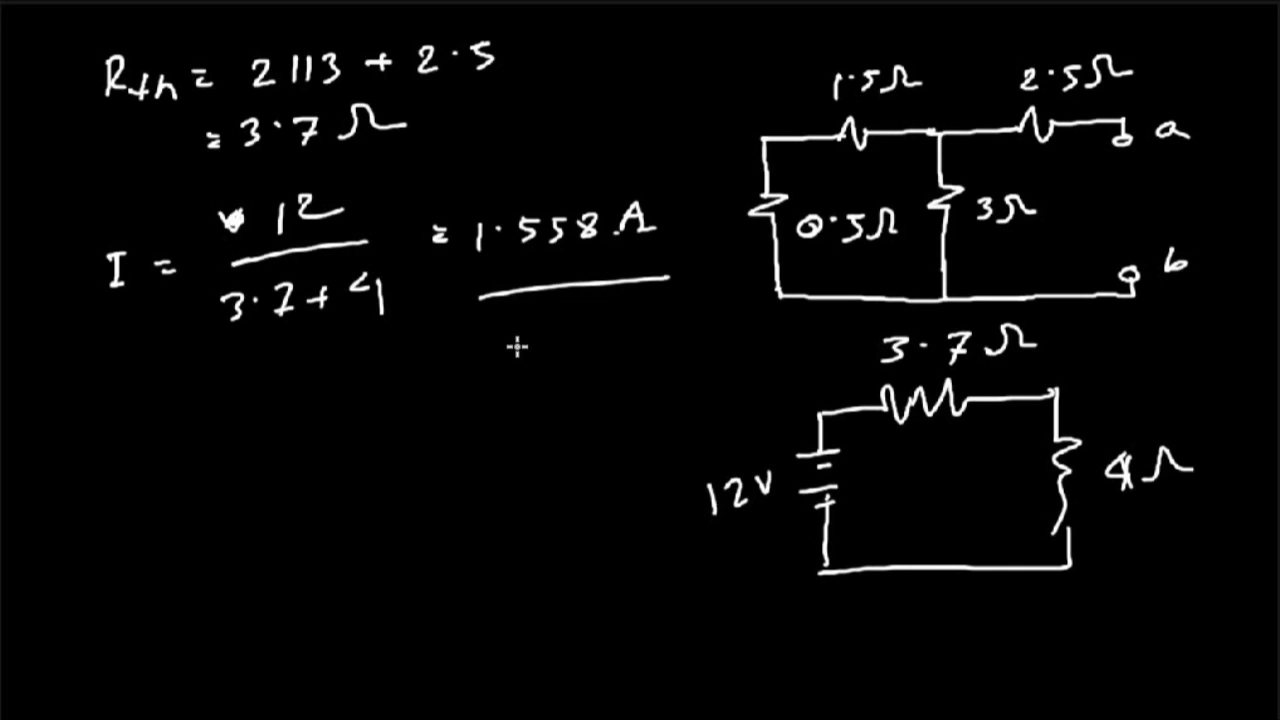 Rth = 2 || 3 + 2.5
= 3.7 Ω
I = 12 / 3.7 + 4 = 1.558 A
1.5Ω 2.5Ω
a
0.5Ω 3Ω
b
3.7Ω
12V 4Ω